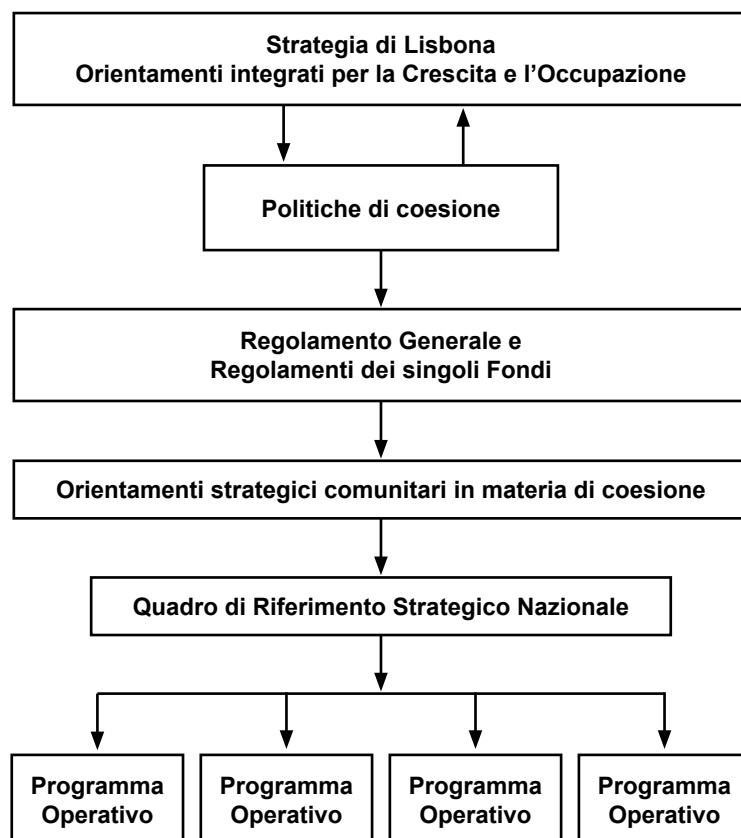 Strategia di Lisbona
Orientamenti integrati per la Crescita e l’Occupazione
Politiche di coesione
Regolamento Generale e
Regolamenti dei singoli Fondi
Orientamenti strategici comunitari in materia di coesione
Quadro di Riferimento Strategico Nazionale
Programma
Operativo
Programma
Operativo
Programma
Operativo
Programma
Operativo